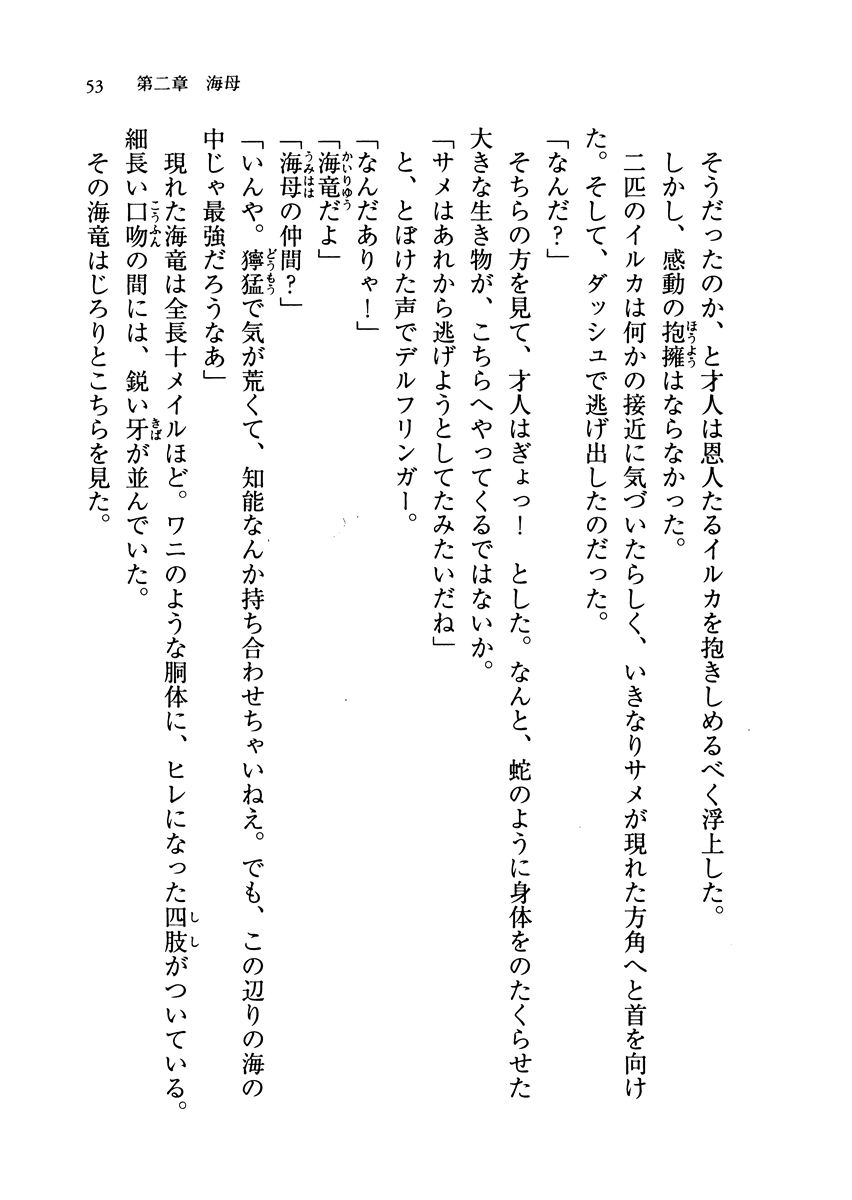 53　第二章　海母
　そうだったのか、と才人は恩人たるイルカを抱きしめるべく浮上した。
　しかし、感動の抱擁はならなかった。
　二匹のイルカは何かの接近に気づいたらしく、いきなりサメが現れた方角へと首を向け
た。そして、ダッシュで逃げ出したのだった。
「なんだ？」
　そちらの方を見て、才人はぎょっ！　とした。なんと、蛇のように身体をのたくらせた
大きな生き物が、こちらへやってくるではないか。
「サメはあれから逃げようとしてたみたいだね」
　と、とぼけた声でデルフリンガー。
「なんだありゃ！」
「海竜だよ」
「海母の仲間？」
「いんや。獰猛で気が荒くて、知能なんか持ち合わせちゃいねえ。でも、この辺りの海の
中じゃ最強だろうなあ」
　現れた海竜は全長十メイルほど。ワニのような胴体に、ヒレになった四肢がついている。
細長い口吻の間には、鋭い牙が並んでいた。
　その海竜はじろりとこちらを見た。